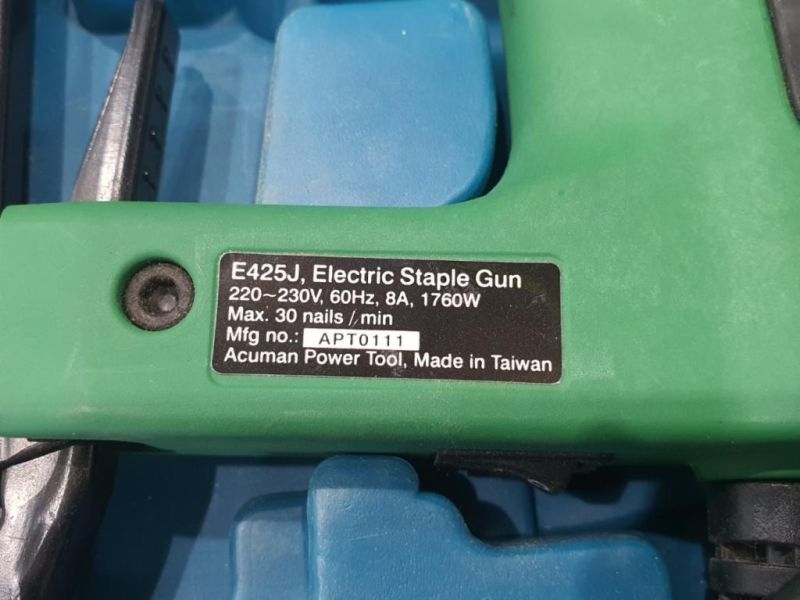 E425J, Electric Staple Gun
220~230V, 60Hz, 8A, 1760W
Max. 30 nails / min
Mfg no.: APT0111
Acuman Power Tool, Made in Taiwan